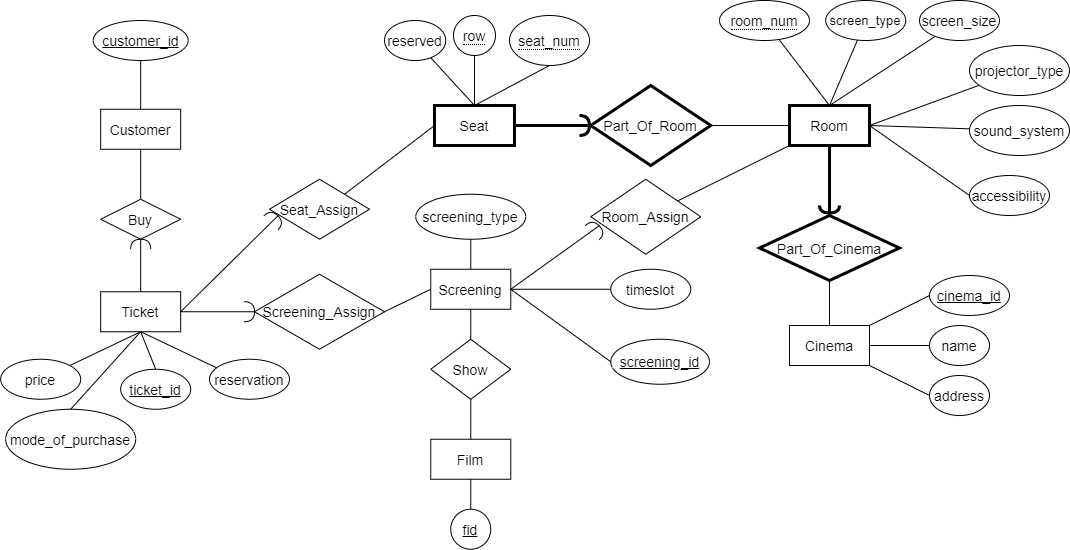 customer_id
reserved
row
seat_num
room_num
screen_type
screen_size
projector_type
sound_system
accessibility
Customer
Seat
Part_Of_Room
Room
Buy
Seat_Assign
screening_type
Room_Assign
Part_Of_Cinema
Ticket
Screening_Assign
Screening
timeslot
cinema_id
Cinema
name
address
price
ticket_id
reservation
mode_of_purchase
Show
screening_id
Film
fid